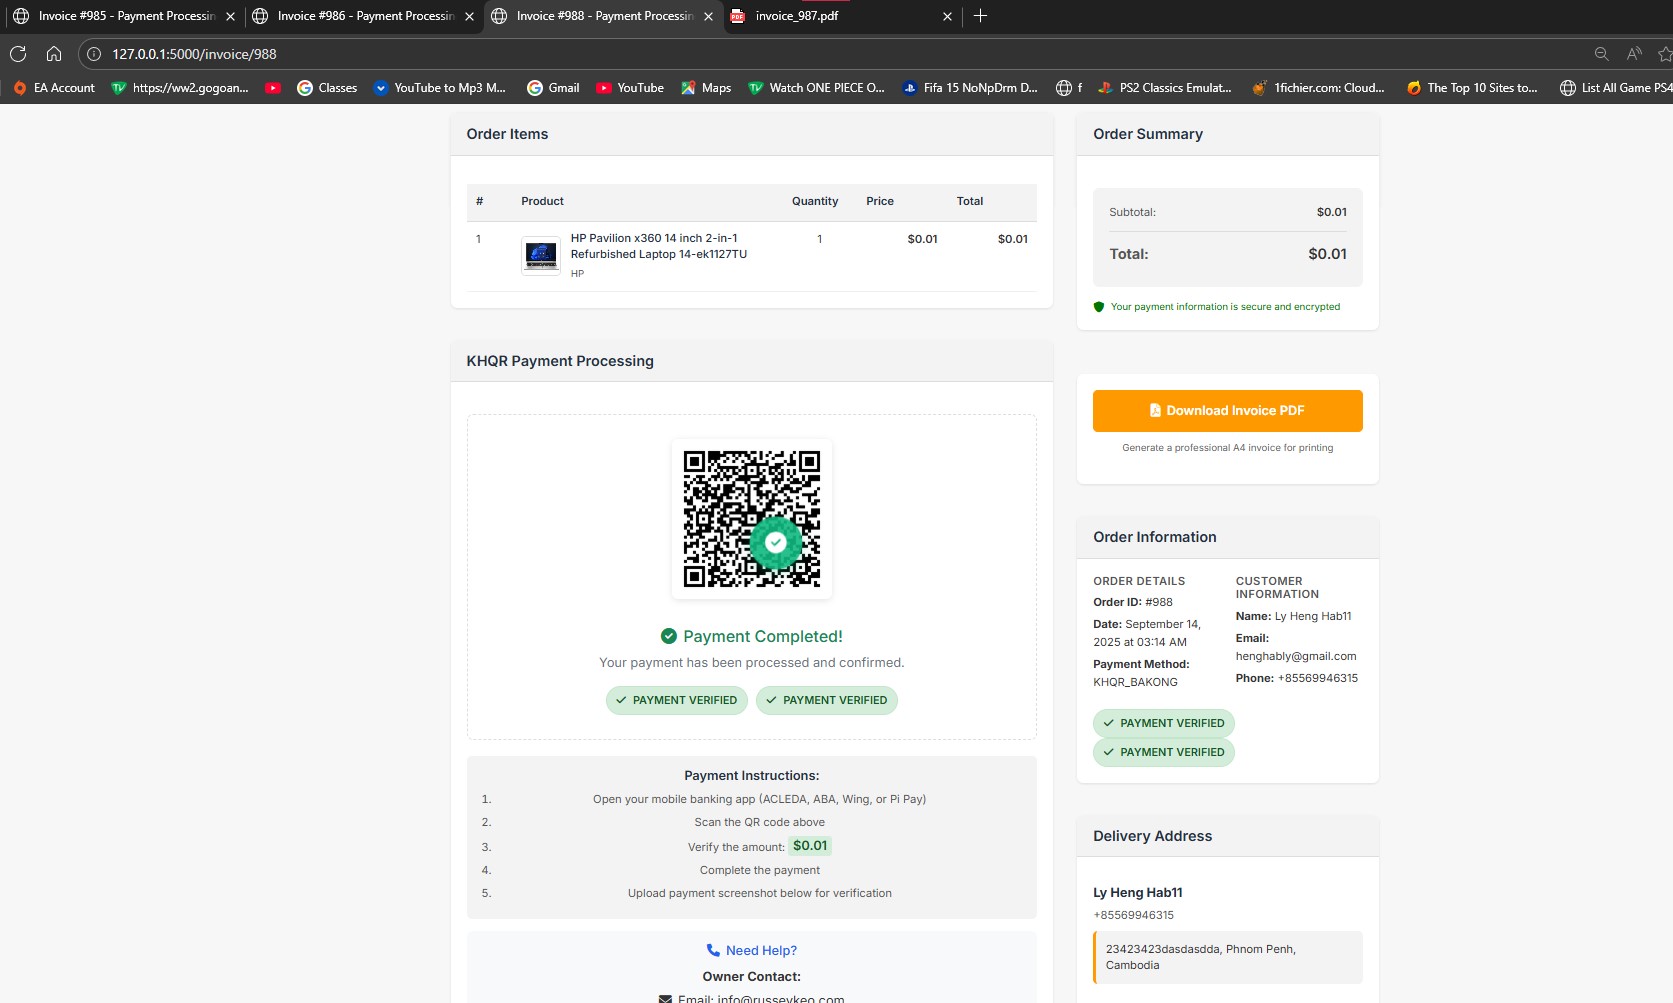 Invoice #985 - Payment Processin
Invoice #986 - Payment Processin
Invoice #988 - Payment Processin
invoice_987.pdf
127.0.0.1:5000/invoice/988
EA Account
https://ww2.gogoan...
Classes
YouTube to Mp3 M...
Gmail
YouTube
Maps
Watch ONE PIECE O...
Fifa 15 NoNpDrm D...
f
PS2 Classics Emulat...
1fichier.com: Cloud...
The Top 10 Sites to...
List All Game PS4
Order Items
# Product Quantity Price Total
1 HP Pavilion x360 14 inch 2-in-1 1 $0.01 $0.01
Refurbished Laptop 14-ek1127TU
HP
KHQR Payment Processing
Payment Completed!
Your payment has been processed and confirmed.
PAYMENT VERIFIED PAYMENT VERIFIED
Payment Instructions:
1. Open your mobile banking app (ACLEDA, ABA, Wing, or Pi Pay)
2. Scan the QR code above
3. Verify the amount: $0.01
4. Complete the payment
5. Upload payment screenshot below for verification
Need Help?
Owner Contact:
Email: info@russeykeo.com
Order Summary
Subtotal: $0.01
Total: $0.01
Your payment information is secure and encrypted
Download Invoice PDF
Generate a professional A4 invoice for printing
Order Information
ORDER DETAILS
Order ID: #988
Date: September 14,
2025 at 03:14 AM
Payment Method:
KHQR_BAKONG
CUSTOMER
INFORMATION
Name: Ly Heng Hab11
Email:
henghably@gmail.com
Phone: +85569946315
PAYMENT VERIFIED
PAYMENT VERIFIED
Delivery Address
Ly Heng Hab11
+85569946315
23423423dasdasdda, Phnom Penh,
Cambodia